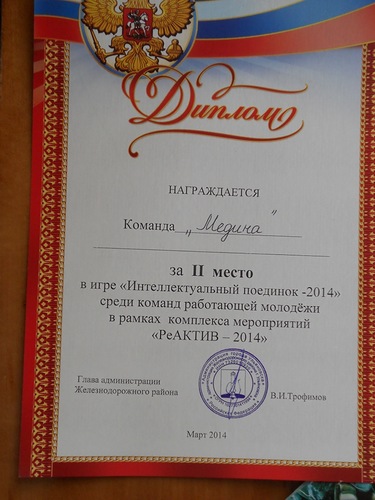 Диплом
НАГРАЖДАЕТСЯ
Команда „Медича"
за II место
в игре «Интеллектуальный поединок -2014»
среди команд работающей молодёжи
в рамках комплекса мероприятий
«РеАКТИВ – 2014»
Глава администрации
Железнодорожного района
В.И.Трофимов
Март 2014